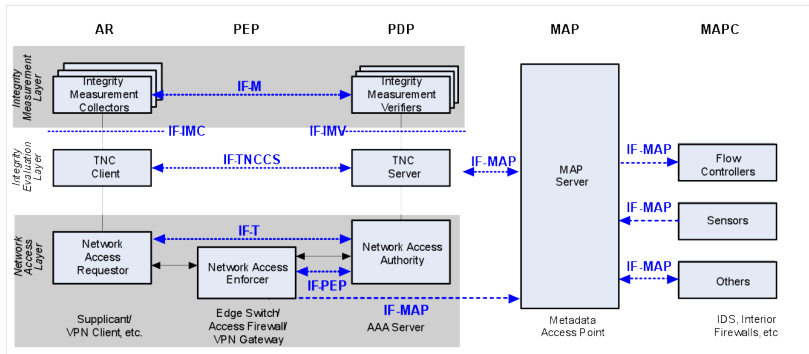 AR PEP PDP MAP MAPC
Integrity
Measurement
Layer
Integrity
Measurement
Collectors
IF-M
Integrity
Measurement
Verifiers
IF-IMC
IF-IMV
Integrity
Evaluation
Layer
TNC
Client
IF-TNCCS
TNC
Server
IF-MAP
MAP
Server
IF-MAP
Flow
Controllers
IF-MAP
Sensors
IF-MAP
Others
Network
Access
Layer
Network
Access
Requestor
IF-T
Network Access
Enforcer
IF-PEP
Network Access
Authority
IF-MAP
Supplicant/
VPN Client, etc.
Edge Switch/
Access Firewall/
VPN Gateway
AAA Server
Metadata
Access Point
IDS, Interior
Firewalls, etc